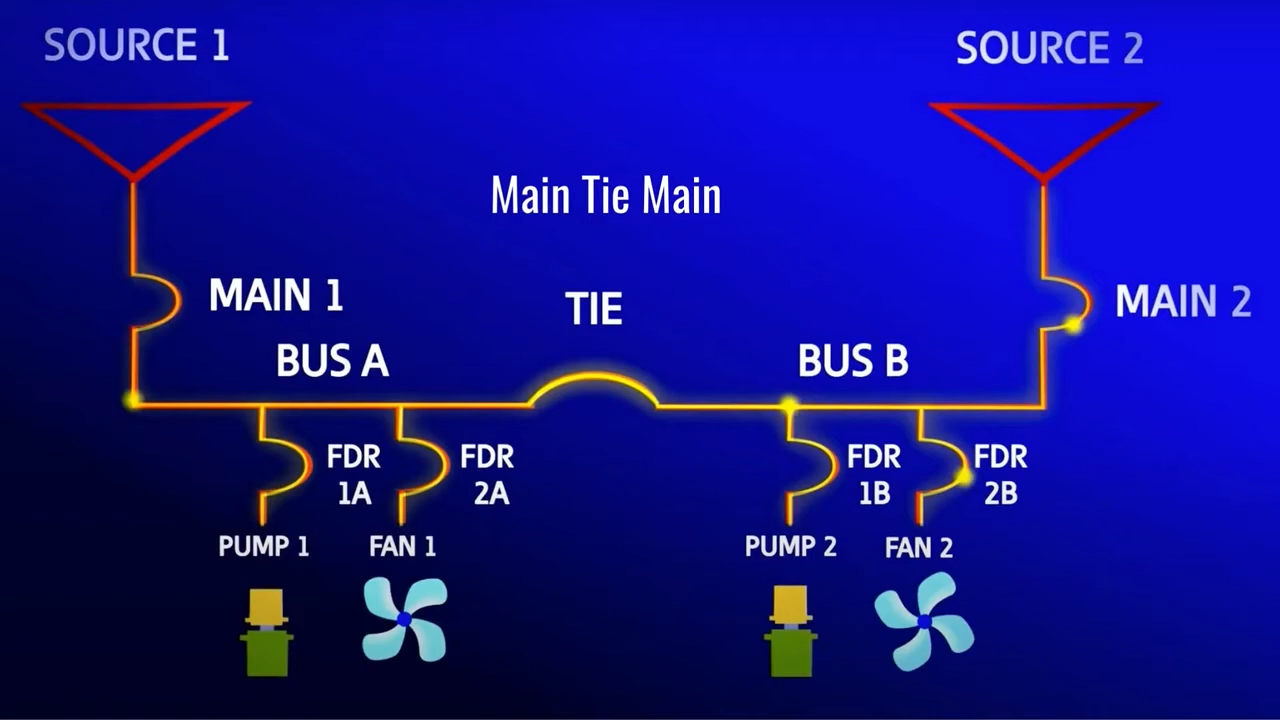 SOURCE 1
SOURCE 2
Main Tie Main
MAIN 1
TIE
MAIN 2
BUS A
BUS B
FDR
1A
FDR
2A
FDR
1B
FDR
2B
PUMP 1
FAN 1
PUMP 2
FAN 2